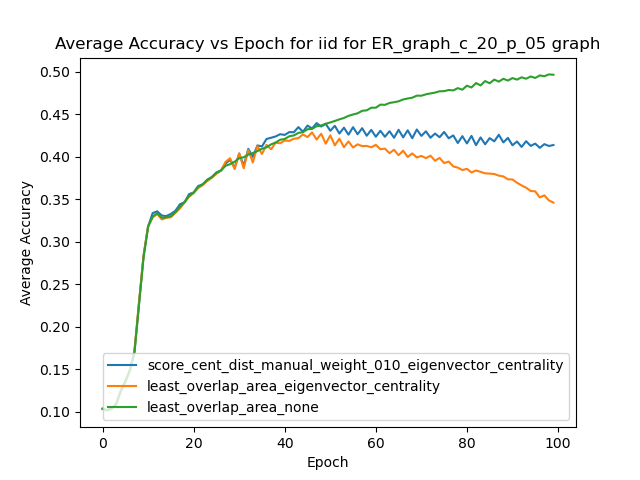 Average Accuracy vs Epoch for iid for ER_graph_c_20_p_05 graph
0.50
0.45
0.40
0.35
0.30
0.25
0.20
0.15
0.10
Average Accuracy
score_cent_dist_manual_weight_010_eigenvector_centrality
least_overlap_area_eigenvector_centrality
least_overlap_area_none
0 20 40 60 80 100
Epoch